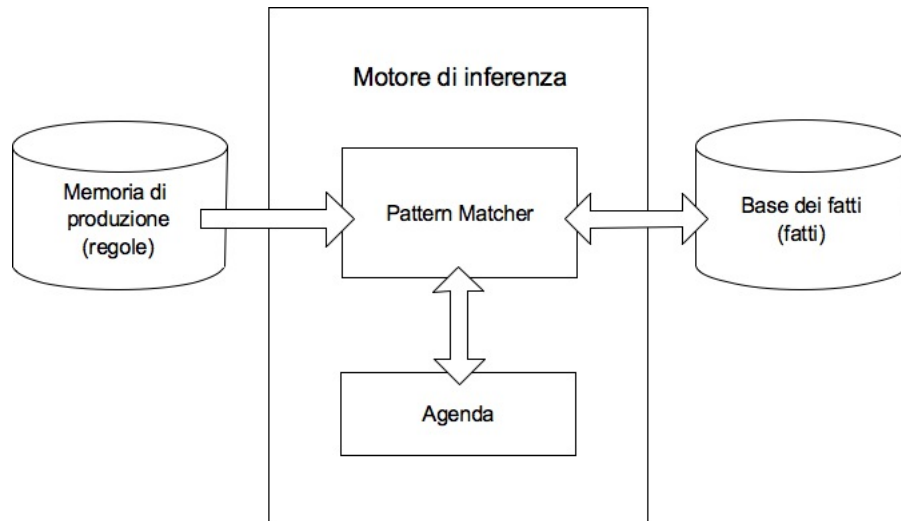 Motore di inferenza
Memoria di
produzione
(regole)
Pattern Matcher
Base dei fatti
(fatti)
Agenda